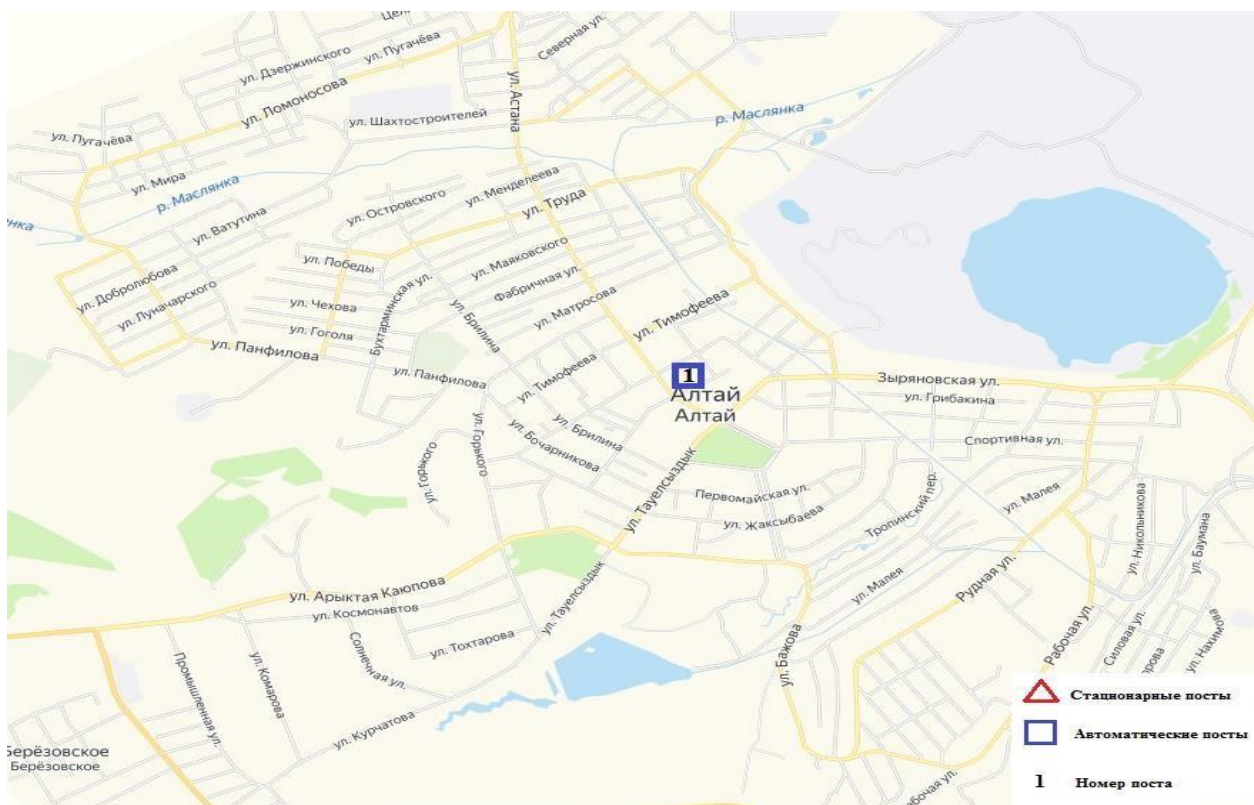 Цел
Северная ул.
ул. Пугачёва
ул. Дзержинского
ул. Ломоносова
ул. Астана
ул. Шахтостроителей
р. Маслянка
ул. Пугачёва
ул. Мира
р. Маслянка
ул. Менделеева
ул. Островского
ул. Труда
ул. Ватутина
нка
ул. Победы
ул. Маяковского
ул. Добролюбова
Фабричная ул.
ул. Луначарского
ул. Чехова
Бухтарминская ул.
ул. Матросова
ул. Тимофеева
ул. Гоголя
ул. Брилина
ул. Панфилова
ул. Панфилова
ул. Тимофеева
1
Зыряновская ул.
Алтай
ул. Грибакина
Алтай
ул. Брилина
ул. Бочарникова
Спортивная ул.
ул. Горького
ул. Горького
ул. Тауелсыздык
Первомайская ул.
ул. Малея
ул. Жаксыбаева
Тропинский пер.
ул. Никольникова
ул. Баумана
ул. Арыктая Каюпова
ул. Малея
Рудная ул.
ул. Космонавтов
ул. Тауелсыздык
ул. Тохтарова
Солнечная ул.
Рабочая ул.
Силовая ул.
орова
ул. Нахимова
ул. Бажова
Промышленная ул.
ул. Комарова
ул. Курчатова
Стационарные посты
Автоматические посты
1 Номер поста
Берёзовское
Берёзовское
бочая ул.